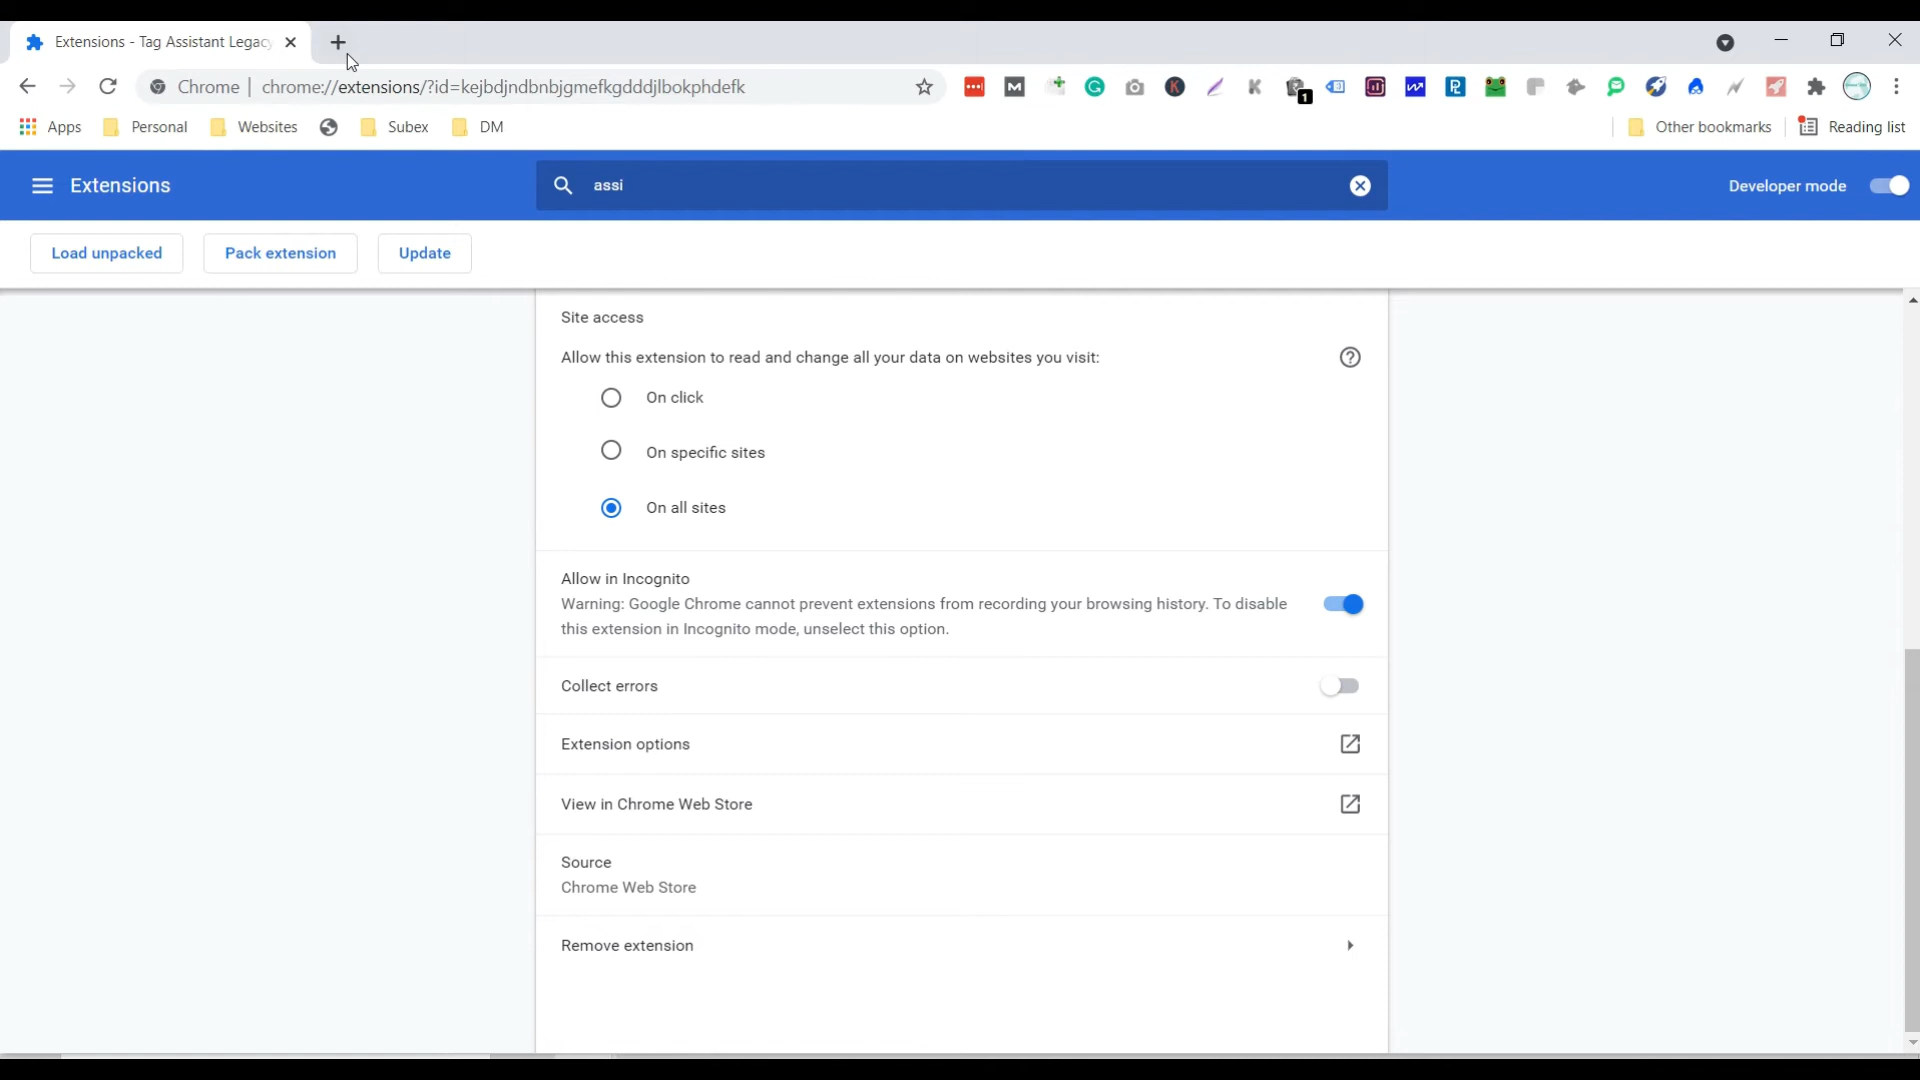 Extensions - Tag Assistant Legacy
Chrome | chrome://extensions/?id=kejbdjndbnbjgmefkgdddjlbokphdefk
1
Apps Personal Websites Subex DM Other bookmarks Reading list
Extensions assi Developer mode
Load unpacked Pack extension Update
Site access
Allow this extension to read and change all your data on websites you visit:
On click
On specific sites
On all sites
Allow in Incognito
Warning: Google Chrome cannot prevent extensions from recording your browsing history. To disable
this extension in Incognito mode, unselect this option.
Collect errors
Extension options
View in Chrome Web Store
Source
Chrome Web Store
Remove extension